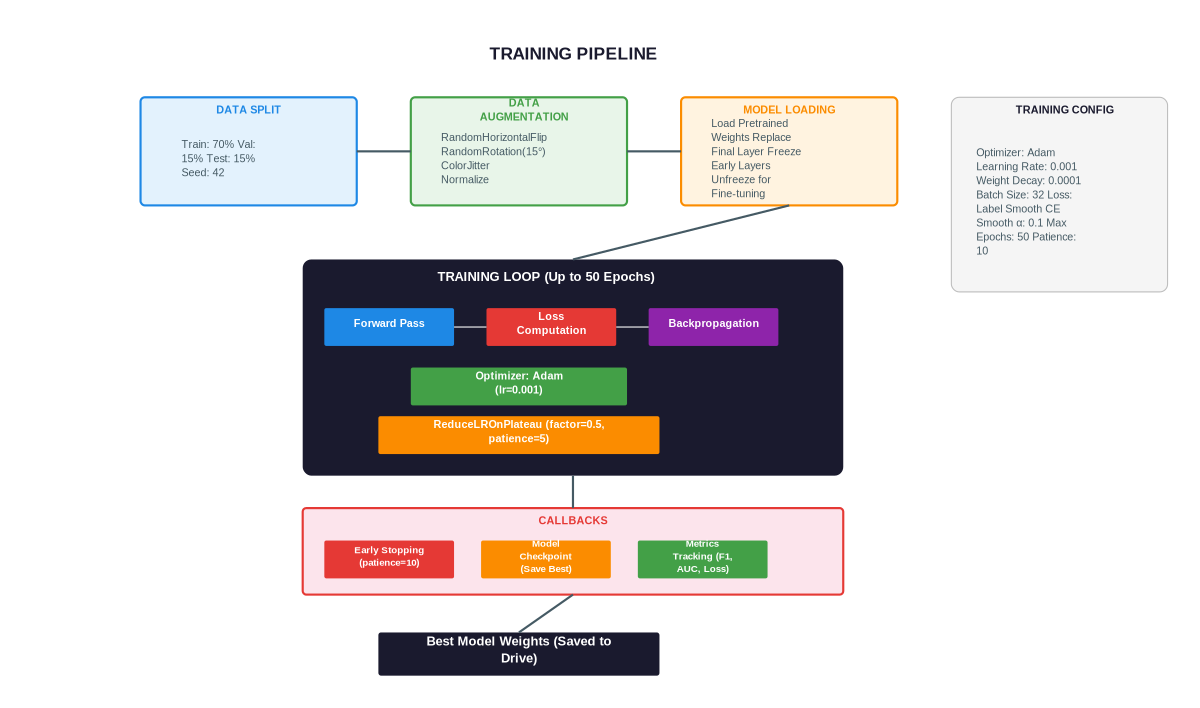 TRAINING PIPELINE
DATA SPLIT
Train: 70% Val:
15% Test: 15%
Seed: 42
DATA
AUGMENTATION
RandomHorizontalFlip
RandomRotation(15°)
ColorJitter
Normalize
MODEL LOADING
Load Pretrained
Weights Replace
Final Layer Freeze
Early Layers
Unfreeze for
Fine-tuning
TRAINING CONFIG
Optimizer: Adam
Learning Rate: 0.001
Weight Decay: 0.0001
Batch Size: 32 Loss:
Label Smooth CE
Smooth α: 0.1 Max
Epochs: 50 Patience:
10
TRAINING LOOP (Up to 50 Epochs)
Forward Pass
Loss
Computation
Backpropagation
Optimizer: Adam
(lr=0.001)
ReduceLROnPlateau (factor=0.5,
patience=5)
CALLBACKS
Early Stopping
(patience=10)
Model
Checkpoint
(Save Best)
Metrics
Tracking (F1,
AUC, Loss)
Best Model Weights (Saved to
Drive)